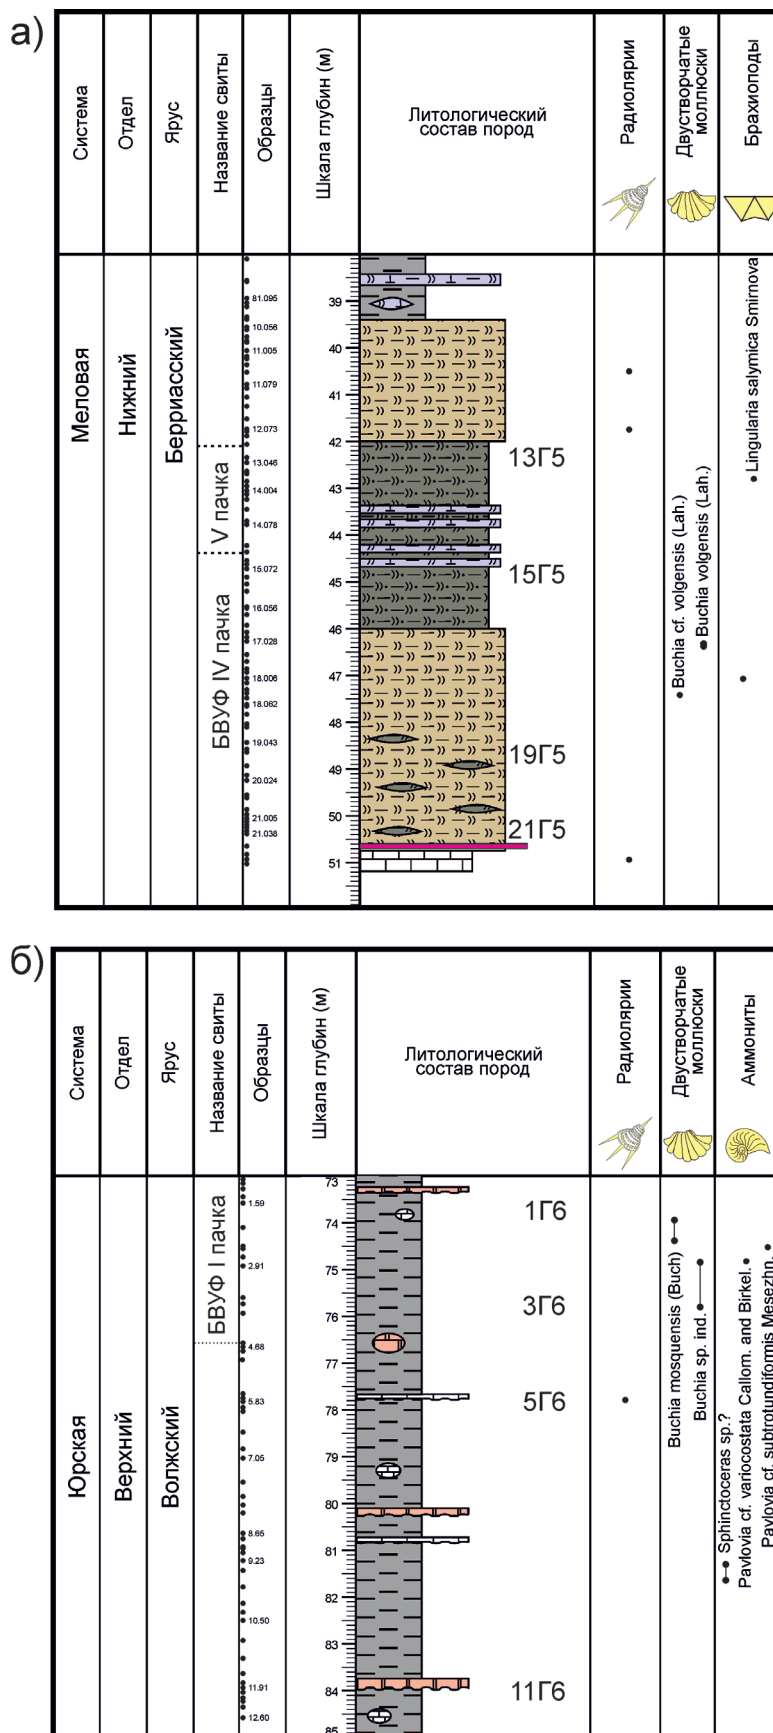 а)
Система
Отдел
Ярус
Название свиты
Образцы
Шкала глубин (м)
Литологический
состав пород
Радиолярии
Двустворчатые
моллюски
Брахиоподы
Меловая
Нижний
Берриасский
V пачка
БВУФ IV пачка
81.095
10.056
11.005
11.079
12.073
13.046
14.004
14.078
15.072
16.056
17.028
18.006
18.062
19.043
20.024
21.005
21.038
39
40
41
42
43
44
45
46
47
48
49
50
51
13Г5
15Г5
19Г5
21Г5
Buchia cf. volgensis (Lah.)
Buchia volgensis (Lah.)
Lingularia salymica Smirnova
б)
Система
Отдел
Ярус
Название свиты
Образцы
Шкала глубин (м)
Литологический
состав пород
Радиолярии
Двустворчатые
моллюски
Аммониты
Юрская
Верхний
Волжский
БВУФ I пачка
1.59
2.91
4.68
5.83
7.05
8.65
9.23
10.50
11.91
12.60
73
74
75
76
77
78
79
80
81
82
83
84
85
1Г6
3Г6
5Г6
11Г6
Buchia mosquensis (Buch)
Buchia sp. ind.
Sphinctoceras sp.?
Pavlovia cf. variocostata Callom. and Birkel.
Pavlovia cf. subtrotundiformis Mesezhn.